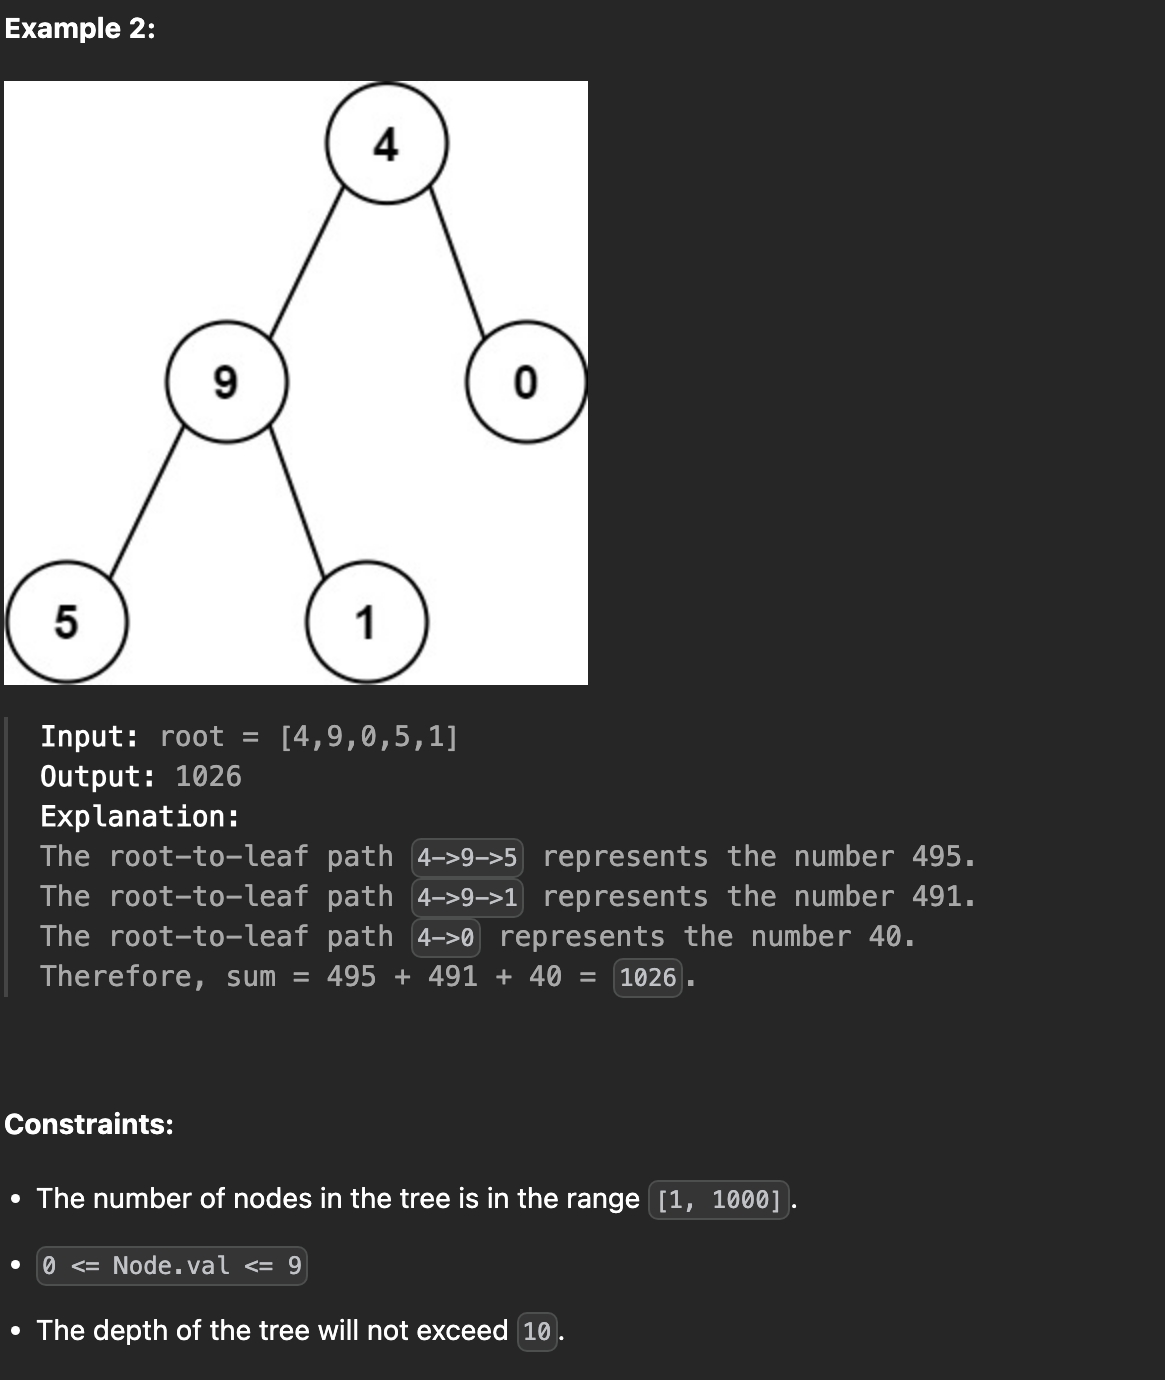 Example 2:
4
9
0
5
1
Input: root = [4,9,0,5,1]
Output: 1026
Explanation:
The root-to-leaf path 4->9->5 represents the number 495.
The root-to-leaf path 4->9->1 represents the number 491.
The root-to-leaf path 4->0 represents the number 40.
Therefore, sum = 495 + 491 + 40 = 1026.
Constraints:
• The number of nodes in the tree is in the range [1, 1000].
• 0 <= Node.val <= 9
• The depth of the tree will not exceed 10.